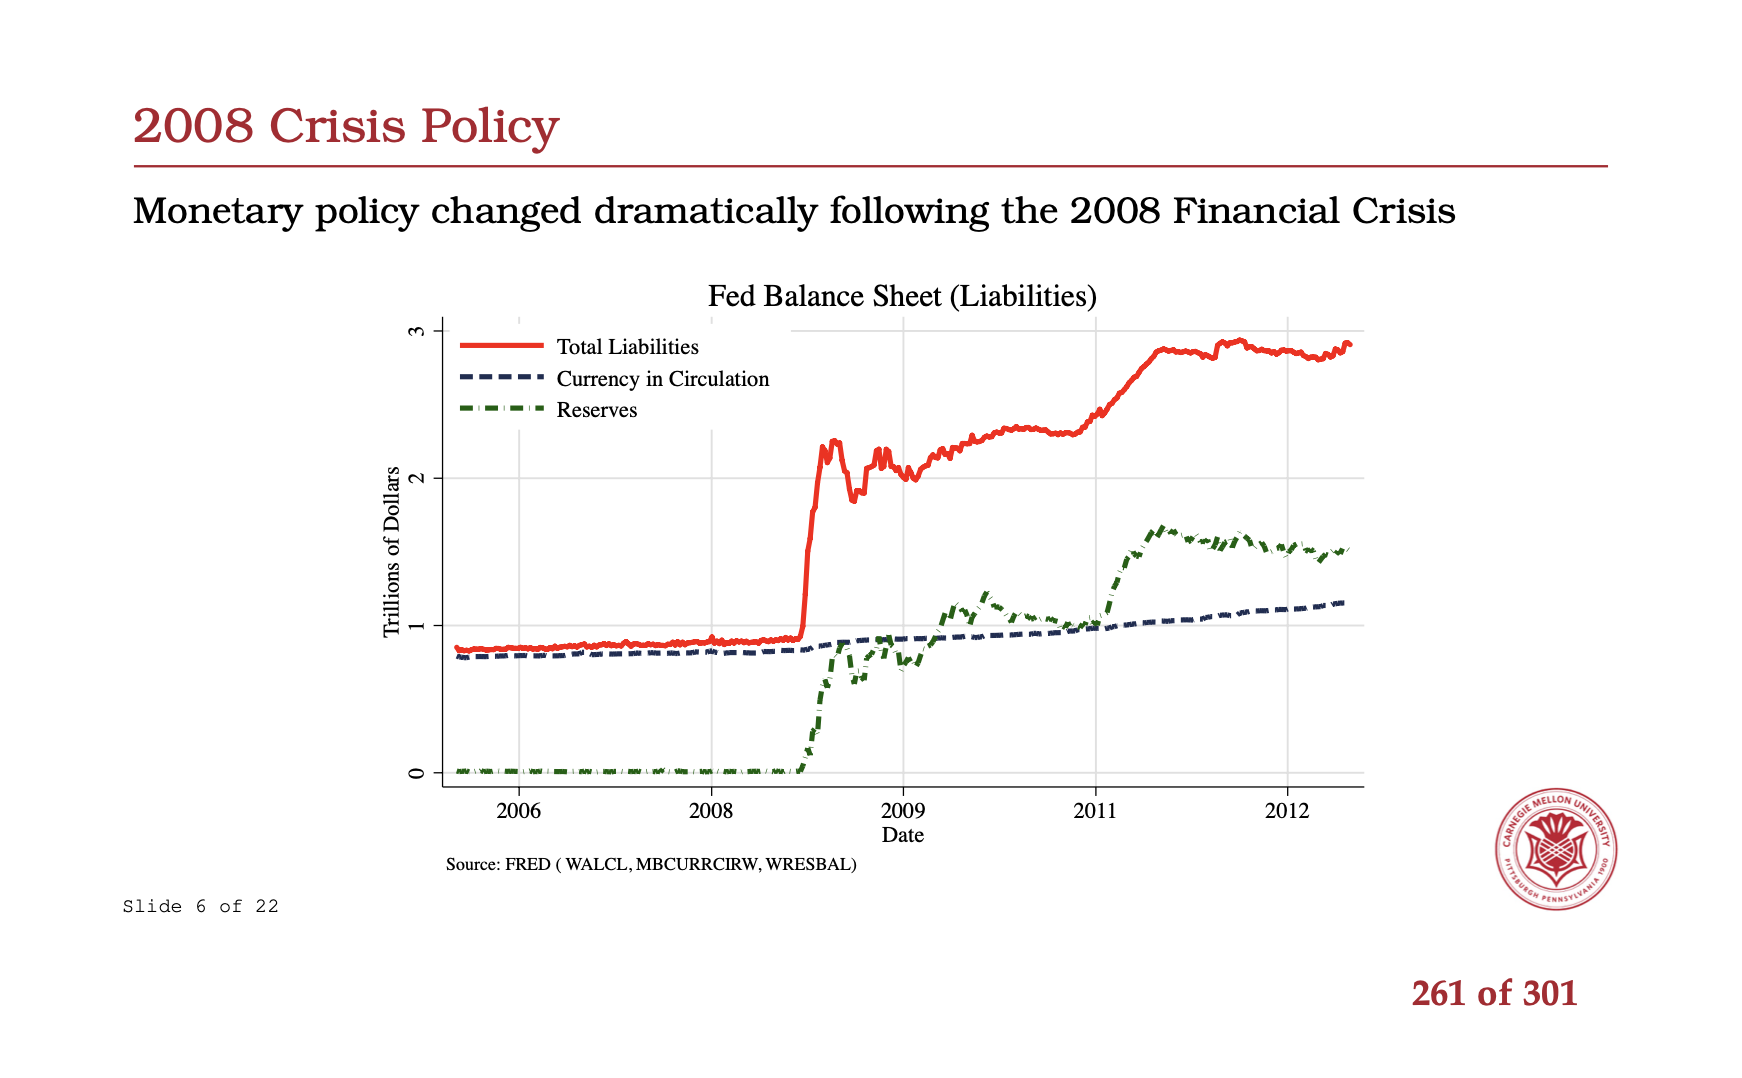 2008 Crisis Policy
Monetary policy changed dramatically following the 2008 Financial Crisis
Fed Balance Sheet (Liabilities)
Total Liabilities
Currency in Circulation
Reserves
Trillions of Dollars
3
2
1
0
2006 2008 2009 2011 2012
Date
Source: FRED ( WALCL, MBCURRCIRW, WRESBAL)
CARNEGIE MELLON UNIVERSITY
PITTSBURGH PENNSYLVANIA 1900
Slide 6 of 22
261 of 301